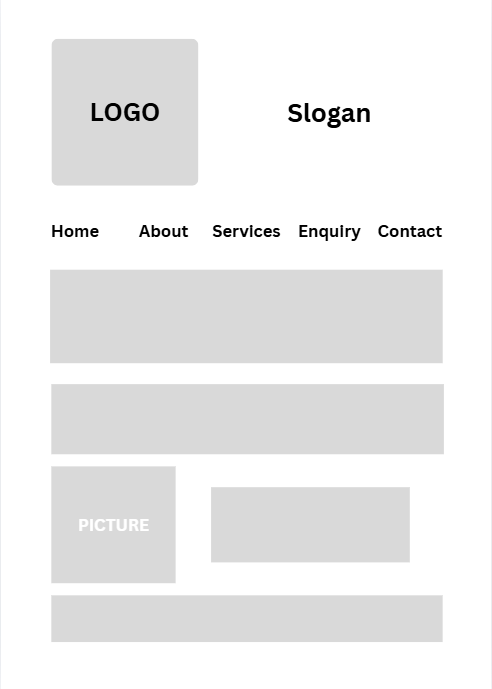 LOGO
Slogan
Home About Services Enquiry Contact
PICTURE